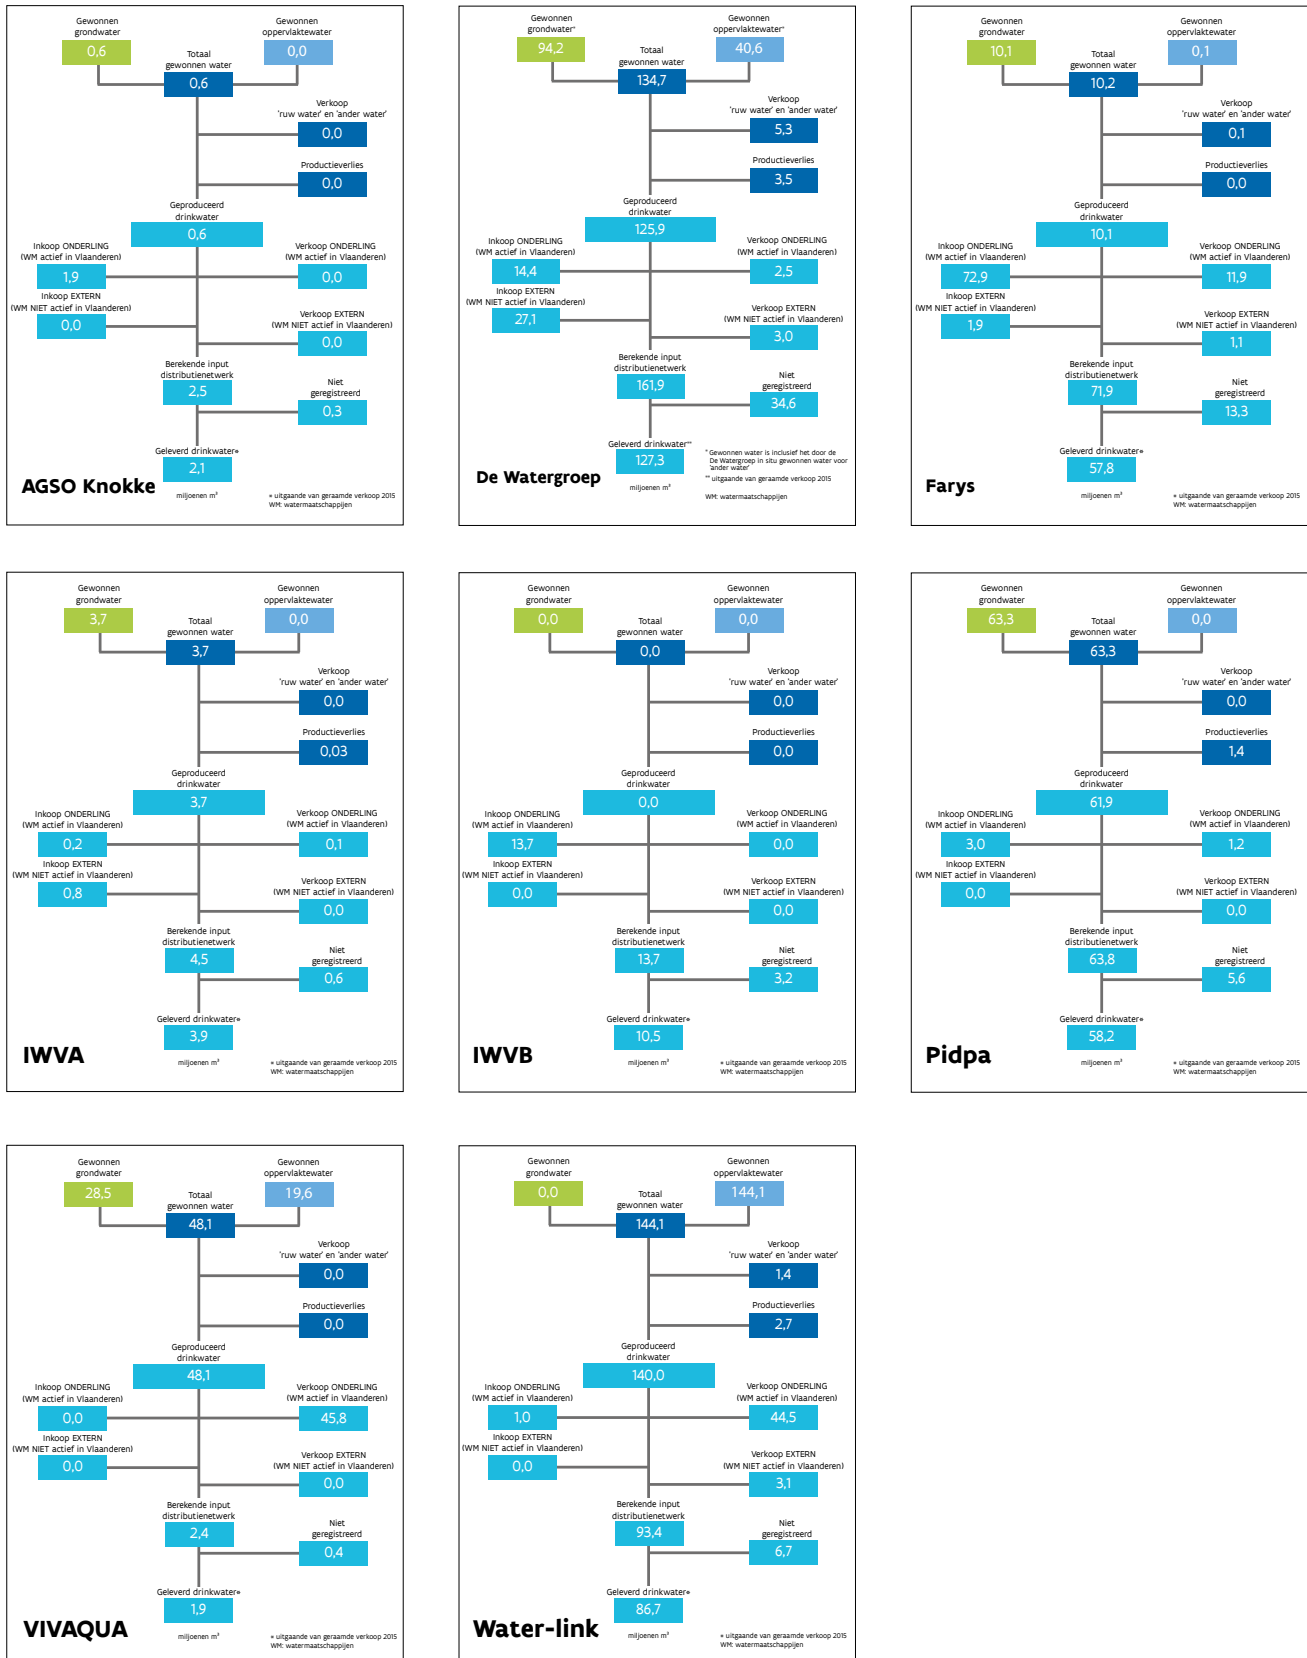 Gewonnen
grondwater
0,6
Gewonnen
oppervlaktewater
0,0
Totaal
gewonnen water
0,6
Verkoop
'ruw water' en 'ander water'
0,0
Productieverlies
0,0
Geproduceerd
drinkwater
0,6
Inkoop ONDERLING
(WM actief in Vlaanderen)
1,9
Verkoop ONDERLING
(WM actief in Vlaanderen)
0,0
Inkoop EXTERN
(WM NIET actief in Vlaanderen)
0,0
Verkoop EXTERN
(WM NIET actief in Vlaanderen)
0,0
Berekende input
distributienetwerk
2,5
Niet
geregistreerd
0,3
Geleverd drinkwater*
2,1
AGSO Knokke
miljoenen m³
* uitgaande van geraamde verkoop 2015
WM: watermaatschappijen
Gewonnen
grondwater*
94,2
Gewonnen
oppervlaktewater*
40,6
Totaal
gewonnen water
134,7
Verkoop
'ruw water' en 'ander water'
5,3
Productieverlies
3,5
Geproduceerd
drinkwater
125,9
Inkoop ONDERLING
(WM actief in Vlaanderen)
14,4
Verkoop ONDERLING
(WM actief in Vlaanderen)
2,5
Inkoop EXTERN
(WM NIET actief in Vlaanderen)
27,1
Verkoop EXTERN
(WM NIET actief in Vlaanderen)
3,0
Berekende input
distributienetwerk
161,9
Niet
geregistreerd
34,6
Geleverd drinkwater**
127,3
De Watergroep
miljoenen m³
* Gewonnen water is inclusief het door de
De Watergroep in situ gewonnen water voor
'ander water'
** uitgaande van geraamde verkoop 2015
WM: watermaatschappijen
Gewonnen
grondwater
10,1
Gewonnen
oppervlaktewater
0,1
Totaal
gewonnen water
10,2
Verkoop
'ruw water' en 'ander water'
0,1
Productieverlies
0,0
Geproduceerd
drinkwater
10,1
Inkoop ONDERLING
(WM actief in Vlaanderen)
72,9
Verkoop ONDERLING
(WM actief in Vlaanderen)
11,9
Inkoop EXTERN
(WM NIET actief in Vlaanderen)
1,9
Verkoop EXTERN
(WM NIET actief in Vlaanderen)
1,1
Berekende input
distributienetwerk
71,9
Niet
geregistreerd
13,3
Geleverd drinkwater*
57,8
Farys
miljoenen m³
* uitgaande van geraamde verkoop 2015
WM: watermaatschappijen
Gewonnen
grondwater
3,7
Gewonnen
oppervlaktewater
0,0
Totaal
gewonnen water
3,7
Verkoop
'ruw water' en 'ander water'
0,0
Productieverlies
0,03
Geproduceerd
drinkwater
3,7
Inkoop ONDERLING
(WM actief in Vlaanderen)
0,2
Verkoop ONDERLING
(WM actief in Vlaanderen)
0,1
Inkoop EXTERN
(WM NIET actief in Vlaanderen)
0,8
Verkoop EXTERN
(WM NIET actief in Vlaanderen)
0,0
Berekende input
distributienetwerk
4,5
Niet
geregistreerd
0,6
Geleverd drinkwater*
3,9
IWVA
miljoenen m³
* uitgaande van geraamde verkoop 2015
WM: watermaatschappijen
Gewonnen
grondwater
0,0
Gewonnen
oppervlaktewater
0,0
Totaal
gewonnen water
0,0
Verkoop
'ruw water' en 'ander water'
0,0
Productieverlies
0,0
Geproduceerd
drinkwater
0,0
Inkoop ONDERLING
(WM actief in Vlaanderen)
13,7
Verkoop ONDERLING
(WM actief in Vlaanderen)
0,0
Inkoop EXTERN
(WM NIET actief in Vlaanderen)
0,0
Verkoop EXTERN
(WM NIET actief in Vlaanderen)
0,0
Berekende input
distributienetwerk
13,7
Niet
geregistreerd
3,2
Geleverd drinkwater*
10,5
IWVB
miljoenen m³
* uitgaande van geraamde verkoop 2015
WM: watermaatschappijen
Gewonnen
grondwater
63,3
Gewonnen
oppervlaktewater
0,0
Totaal
gewonnen water
63,3
Verkoop
'ruw water' en 'ander water'
0,0
Productieverlies
1,4
Geproduceerd
drinkwater
61,9
Inkoop ONDERLING
(WM actief in Vlaanderen)
3,0
Verkoop ONDERLING
(WM actief in Vlaanderen)
1,2
Inkoop EXTERN
(WM NIET actief in Vlaanderen)
0,0
Verkoop EXTERN
(WM NIET actief in Vlaanderen)
0,0
Berekende input
distributienetwerk
63,8
Niet
geregistreerd
5,6
Geleverd drinkwater*
58,2
Pidpa
miljoenen m³
* uitgaande van geraamde verkoop 2015
WM: watermaatschappijen
Gewonnen
grondwater
28,5
Gewonnen
oppervlaktewater
19,6
Totaal
gewonnen water
48,1
Verkoop
'ruw water' en 'ander water'
0,0
Productieverlies
0,0
Geproduceerd
drinkwater
48,1
Inkoop ONDERLING
(WM actief in Vlaanderen)
0,0
Verkoop ONDERLING
(WM actief in Vlaanderen)
45,8
Inkoop EXTERN
(WM NIET actief in Vlaanderen)
0,0
Verkoop EXTERN
(WM NIET actief in Vlaanderen)
0,0
Berekende input
distributienetwerk
2,4
Niet
geregistreerd
0,4
Geleverd drinkwater*
1,9
VIVAQUA
miljoenen m³
* uitgaande van geraamde verkoop 2015
WM: watermaatschappijen
Gewonnen
grondwater
0,0
Gewonnen
oppervlaktewater
144,1
Totaal
gewonnen water
144,1
Verkoop
'ruw water' en 'ander water'
1,4
Productieverlies
2,7
Geproduceerd
drinkwater
140,0
Inkoop ONDERLING
(WM actief in Vlaanderen)
1,0
Verkoop ONDERLING
(WM actief in Vlaanderen)
44,5
Inkoop EXTERN
(WM NIET actief in Vlaanderen)
0,0
Verkoop EXTERN
(WM NIET actief in Vlaanderen)
3,1
Berekende input
distributienetwerk
93,4
Niet
geregistreerd
6,7
Geleverd drinkwater*
86,7
Water-link
miljoenen m³
* uitgaande van geraamde verkoop 2015
WM: watermaatschappijen